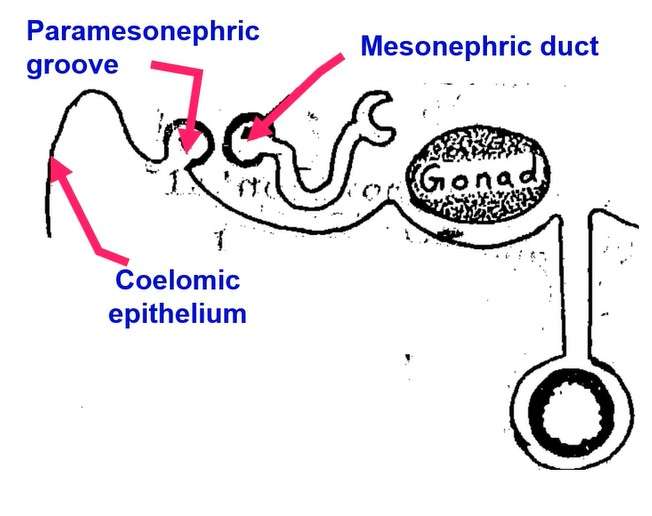 Paramesonephric
groove
Mesonephric duct
Gonad
Coelomic
epithelium